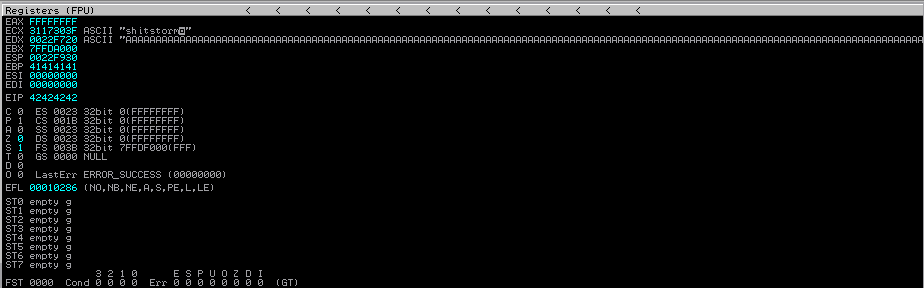 Registers (FPU) < < < < < < < < < < < < <
EAX FFFFFFFF
ECX 3117303F ASCII "shitstorm"
EDX 0022F720 ASCII "AAAAAAAAAAAAAAAAAAAAAAAAAAAAAAAAAAAAAAAAAAAAAAAAAAAAAAAAAAAAAAAAAAAAAAAAAAAAAAAAAAAAAAAAAAAAAAAAAAAAAAAAAAAAAAAAAAAAAAAAAAAAAAAAA
EBX 7FFDA000
ESP 0022F930
EBP 41414141
ESI 00000000
EDI 00000000
EIP 42424242
C 0 ES 0023 32bit 0(FFFFFFFF)
P 1 CS 001B 32bit 0(FFFFFFFF)
A 0 SS 0023 32bit 0(FFFFFFFF)
Z 0 DS 0023 32bit 0(FFFFFFFF)
S 1 FS 003B 32bit 7FFDF000(FFF)
T 0 GS 0000 NULL
D 0
O 0 LastErr ERROR_SUCCESS (00000000)
EFL 00010286 (NO,NB,NE,A,S,PE,L,LE)
ST0 empty g
ST1 empty g
ST2 empty g
ST3 empty g
ST4 empty g
ST5 empty g
ST6 empty g
ST7 empty g
3 2 1 0 E S P U O Z D I
FST 0000 Cond 0 0 0 0 Err 0 0 0 0 0 0 0 0 (GT)